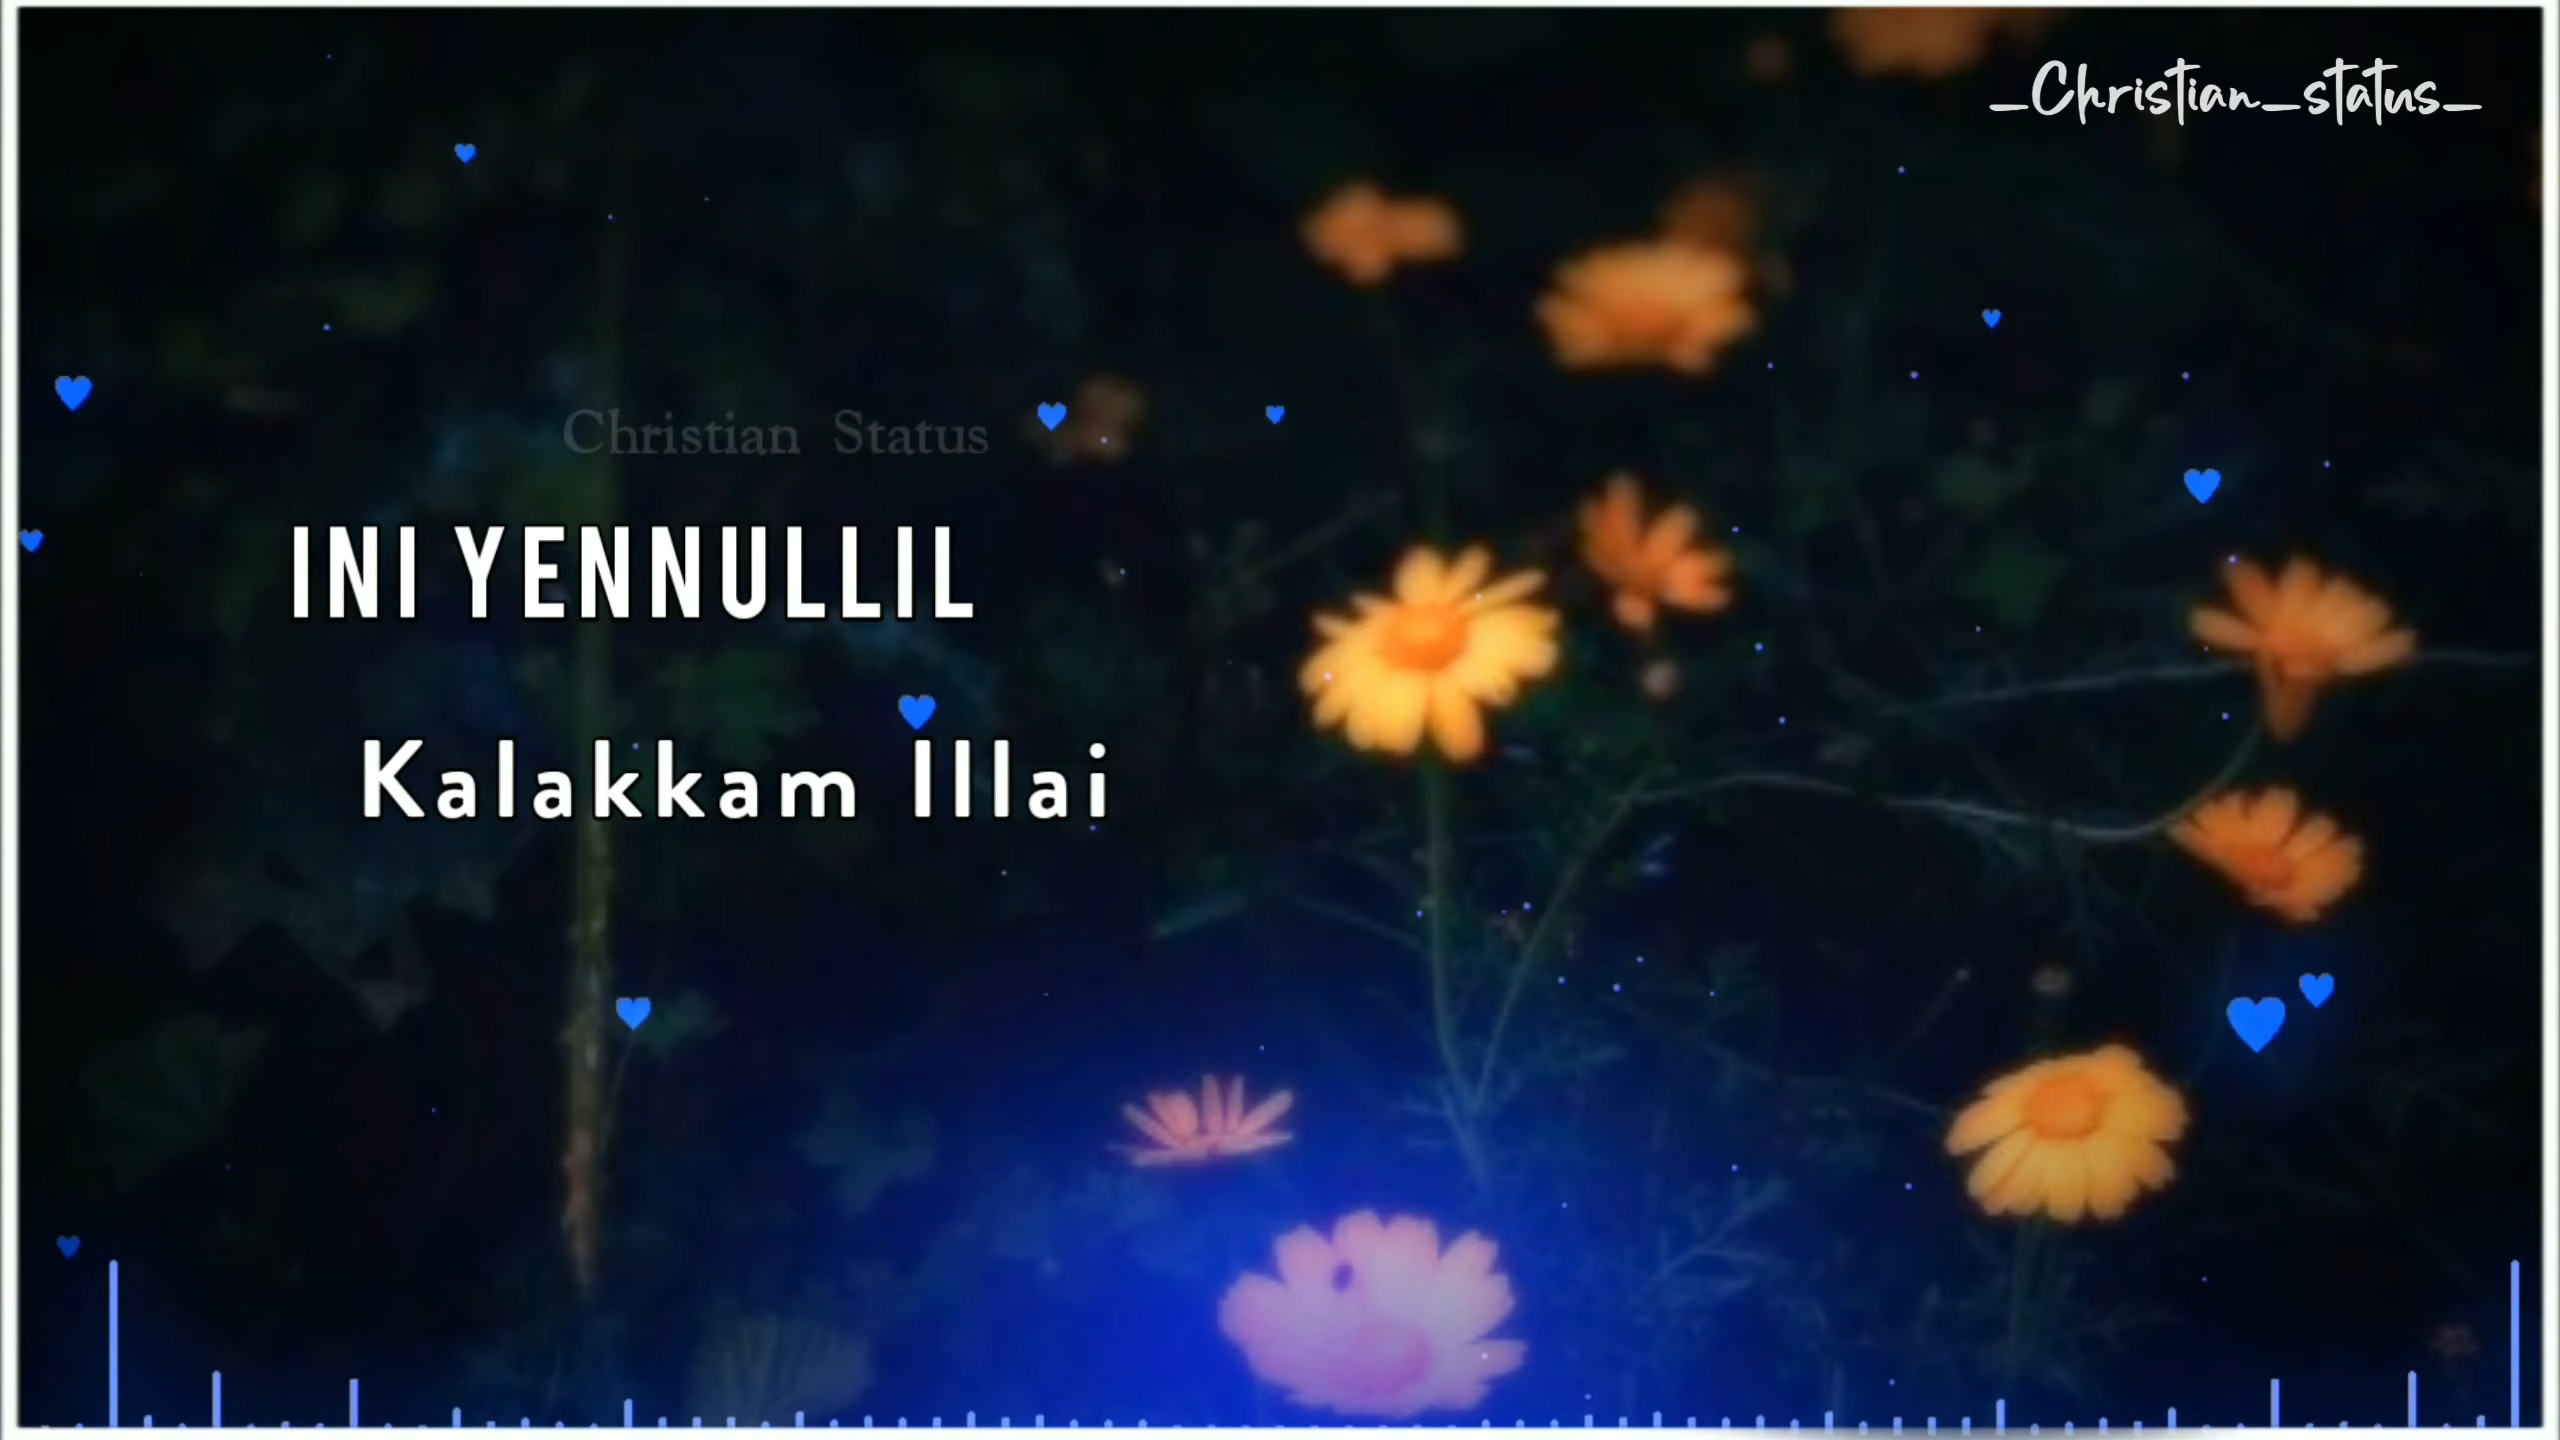 _Christian_status_
Christian Status
INI YENNULLIL
Kalakkam Illai